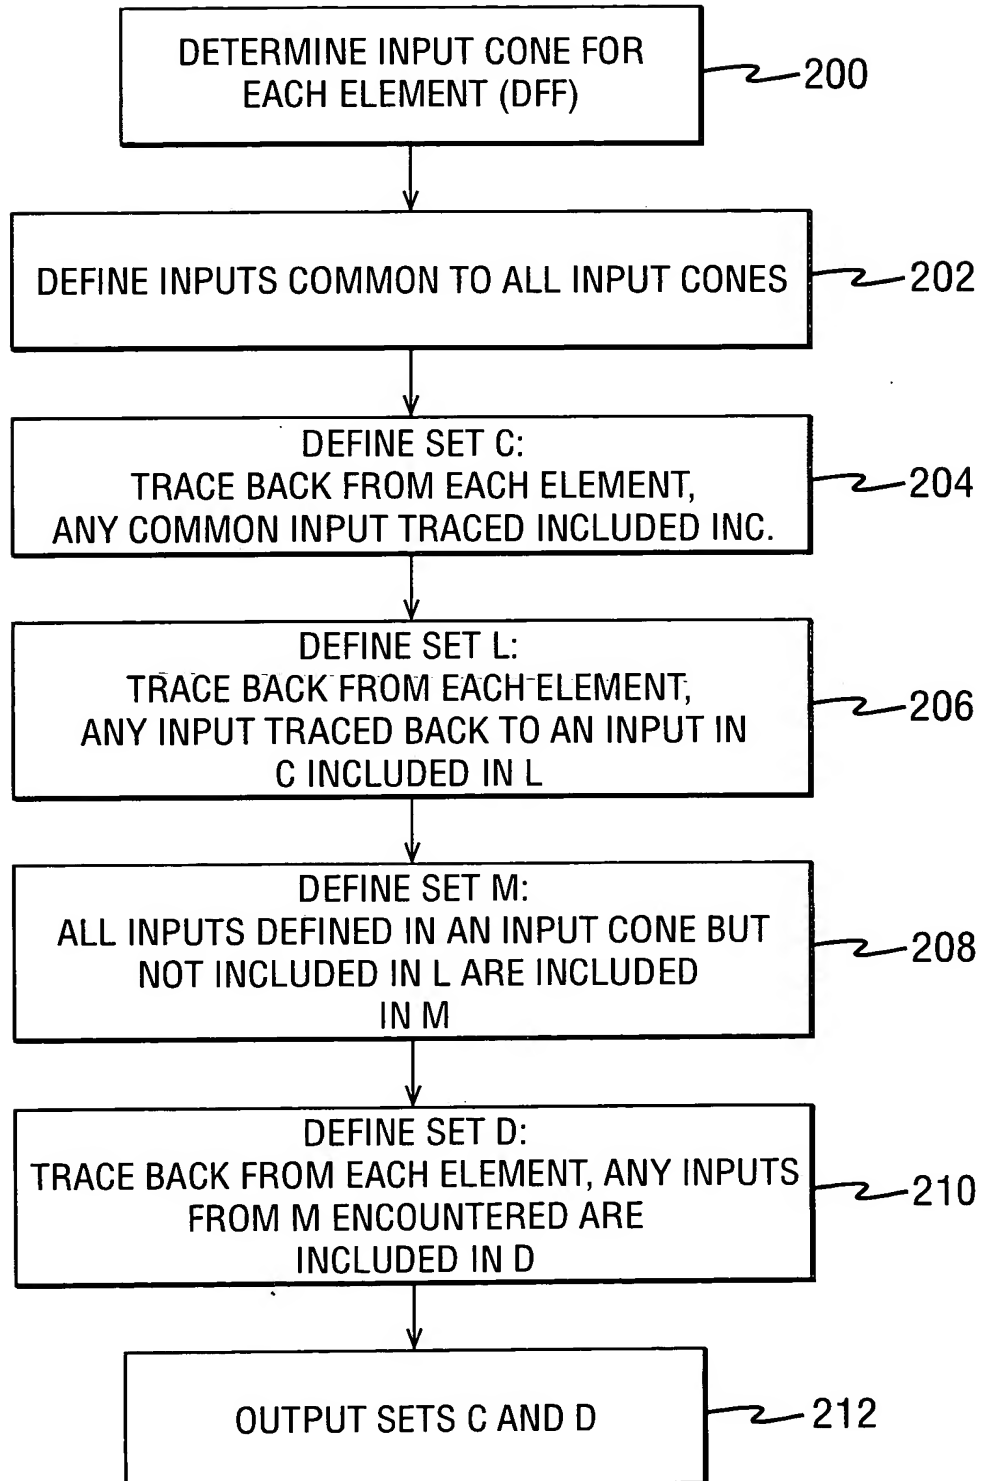 DETERMINE INPUT CONE FOR
EACH ELEMENT (DFF)
200
DEFINE INPUTS COMMON TO ALL INPUT CONES
202
DEFINE SET C:
TRACE BACK FROM EACH ELEMENT,
ANY COMMON INPUT TRACED INCLUDED INC.
204
DEFINE SET L:
TRACE BACK FROM EACH ELEMENT,
ANY INPUT TRACED BACK TO AN INPUT IN
C INCLUDED IN L
206
DEFINE SET M:
ALL INPUTS DEFINED IN AN INPUT CONE BUT
NOT INCLUDED IN L ARE INCLUDED
IN M
208
DEFINE SET D:
TRACE BACK FROM EACH ELEMENT, ANY INPUTS
FROM M ENCOUNTERED ARE
INCLUDED IN D
210
OUTPUT SETS C AND D
212